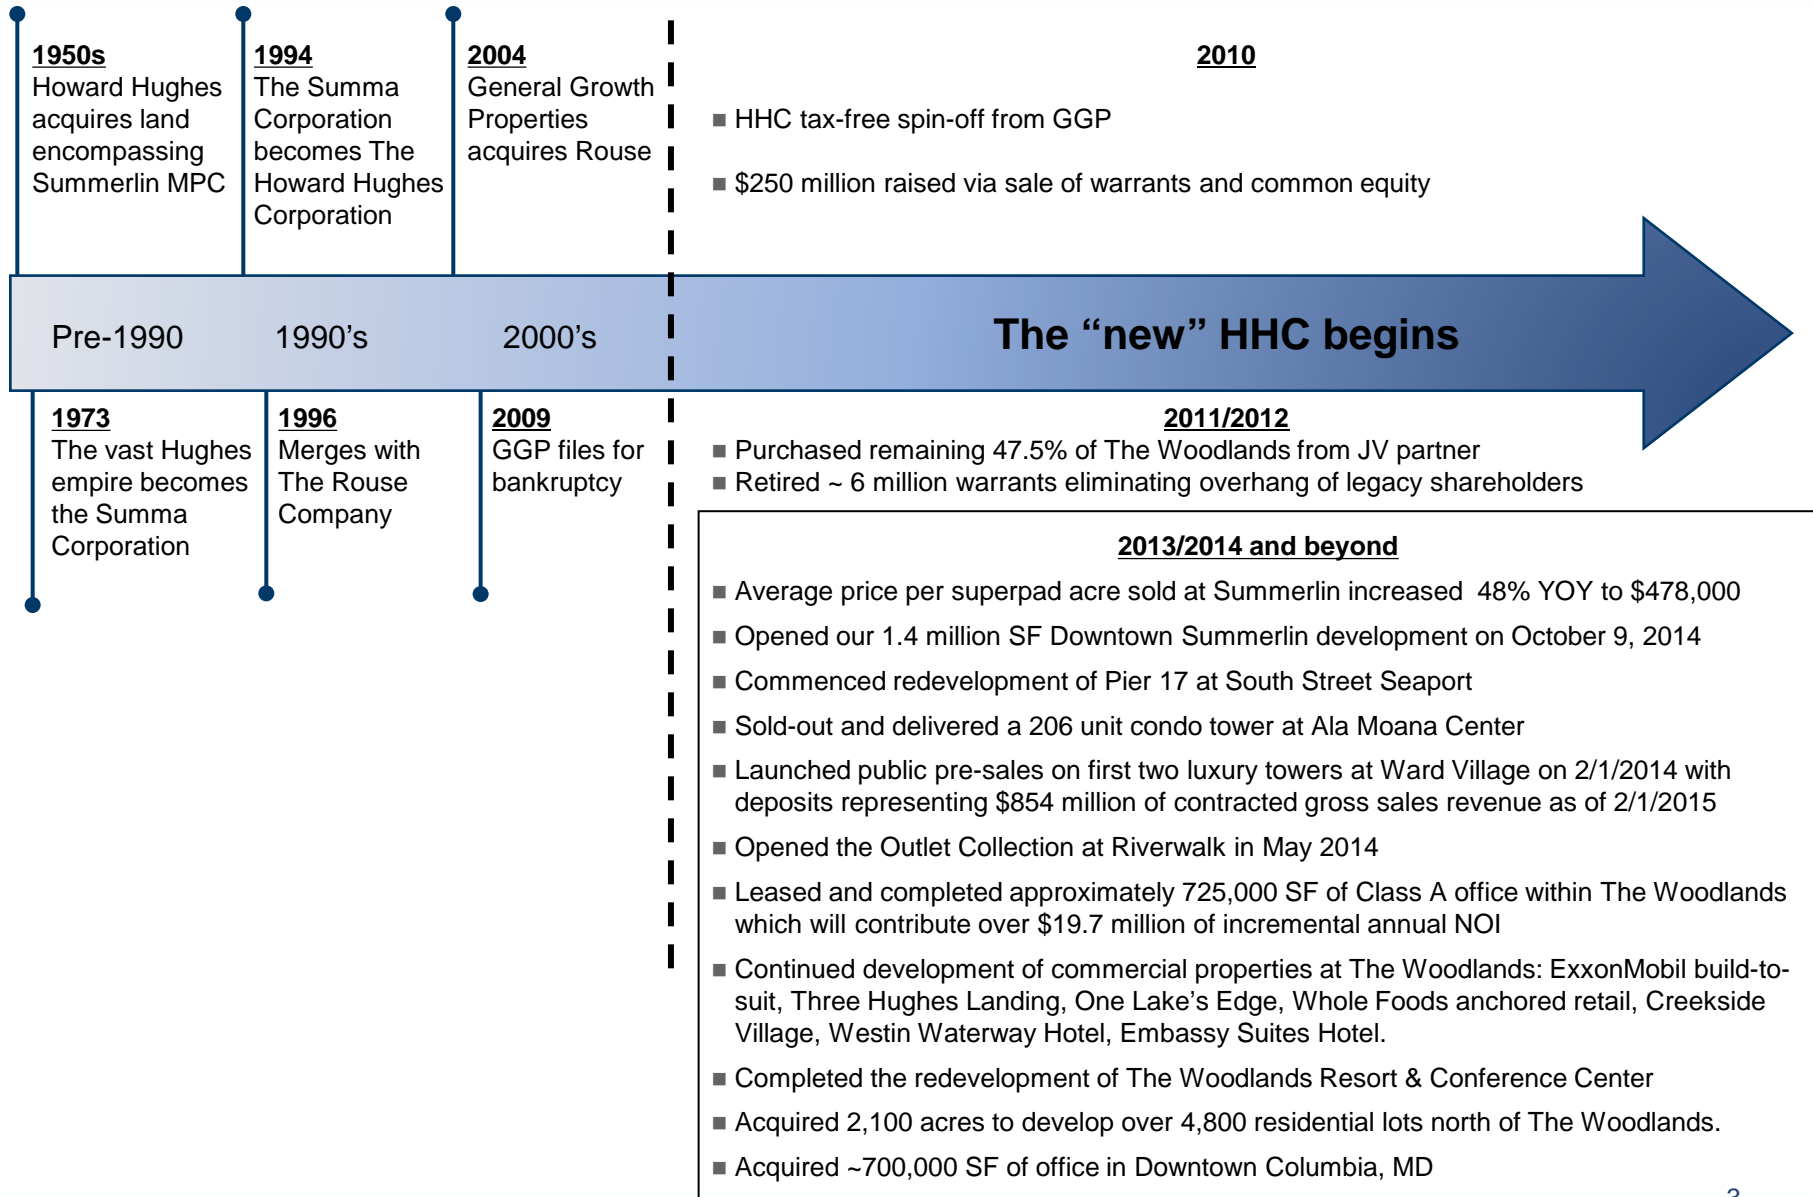 1950s
Howard Hughes
acquires land
encompassing
Summerlin MPC
1994
The Summa
Corporation
becomes The
Howard Hughes
Corporation
2004
General Growth
Properties
acquires Rouse
2010
■ HHC tax-free spin-off from GGP
■ $250 million raised via sale of warrants and common equity
Pre-1990
1990’s
2000’s
The “new” HHC begins
1973
The vast Hughes
empire becomes
the Summa
Corporation
1996
Merges with
The Rouse
Company
2009
GGP files for
bankruptcy
2011/2012
■ Purchased remaining 47.5% of The Woodlands from JV partner
■ Retired ~ 6 million warrants eliminating overhang of legacy shareholders
2013/2014 and beyond
■ Average price per superpad acre sold at Summerlin increased 48% YOY to $478,000
■ Opened our 1.4 million SF Downtown Summerlin development on October 9, 2014
■ Commenced redevelopment of Pier 17 at South Street Seaport
■ Sold-out and delivered a 206 unit condo tower at Ala Moana Center
■ Launched public pre-sales on first two luxury towers at Ward Village on 2/1/2014 with
deposits representing $854 million of contracted gross sales revenue as of 2/1/2015
■ Opened the Outlet Collection at Riverwalk in May 2014
■ Leased and completed approximately 725,000 SF of Class A office within The Woodlands
which will contribute over $19.7 million of incremental annual NOI
■ Continued development of commercial properties at The Woodlands: ExxonMobil build-to-
suit, Three Hughes Landing, One Lake’s Edge, Whole Foods anchored retail, Creekside
Village, Westin Waterway Hotel, Embassy Suites Hotel.
■ Completed the redevelopment of The Woodlands Resort & Conference Center
■ Acquired 2,100 acres to develop over 4,800 residential lots north of The Woodlands.
■ Acquired ~700,000 SF of office in Downtown Columbia, MD